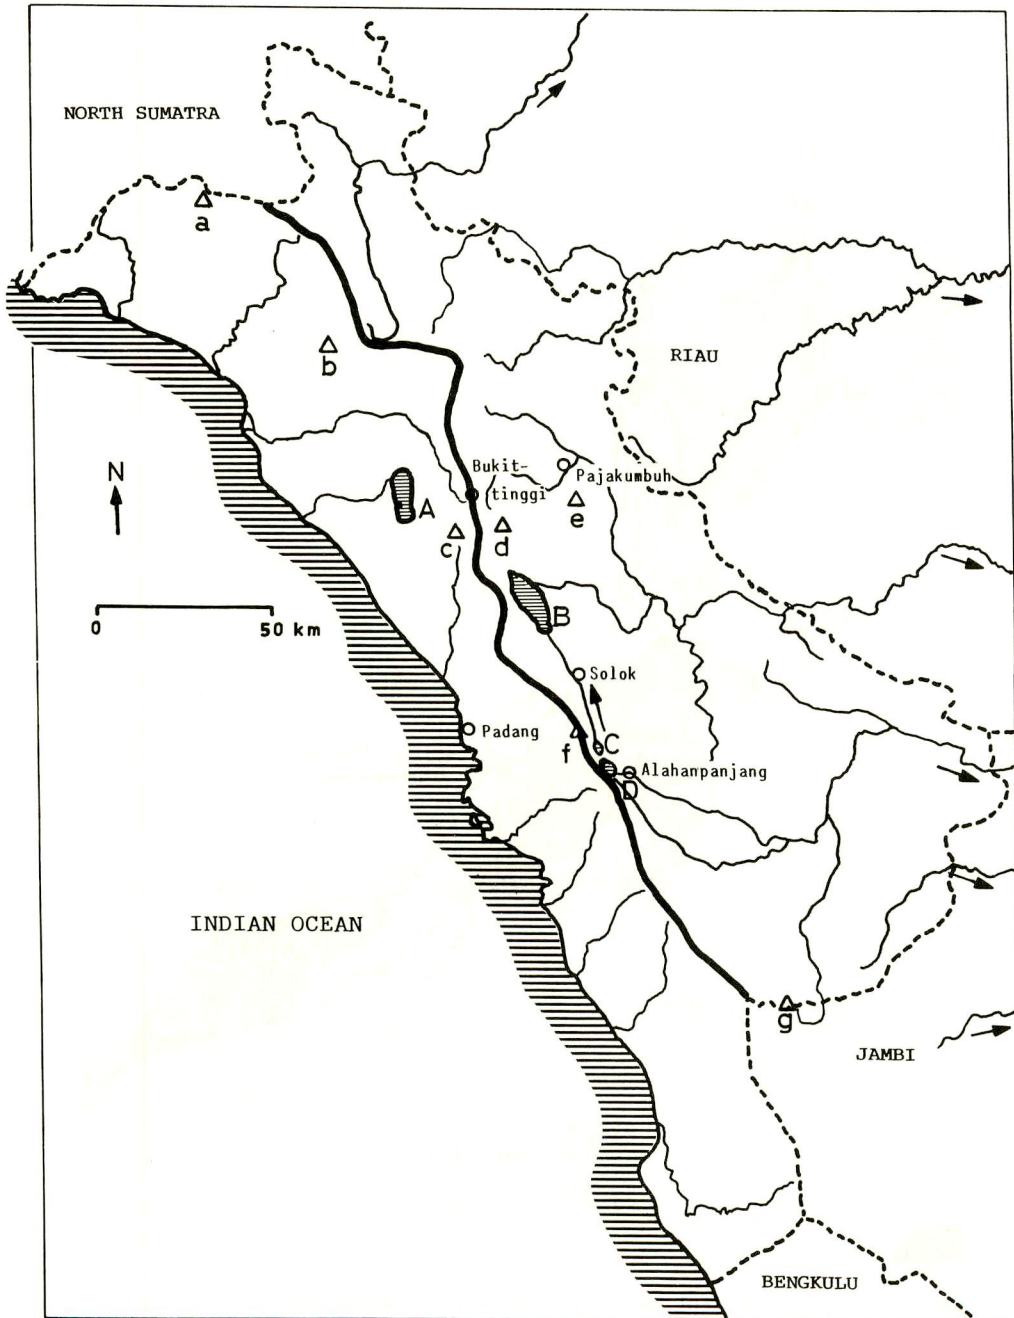 NORTH SUMATRA
a
RIAU
b
N
Bukit-
tinggi
Pajakumbuh
A
c
d
e
0
50 km
B
Solok
Padang
f
C
Alahanpanjang
D
INDIAN OCEAN
g
JAMBI
BENGKULU